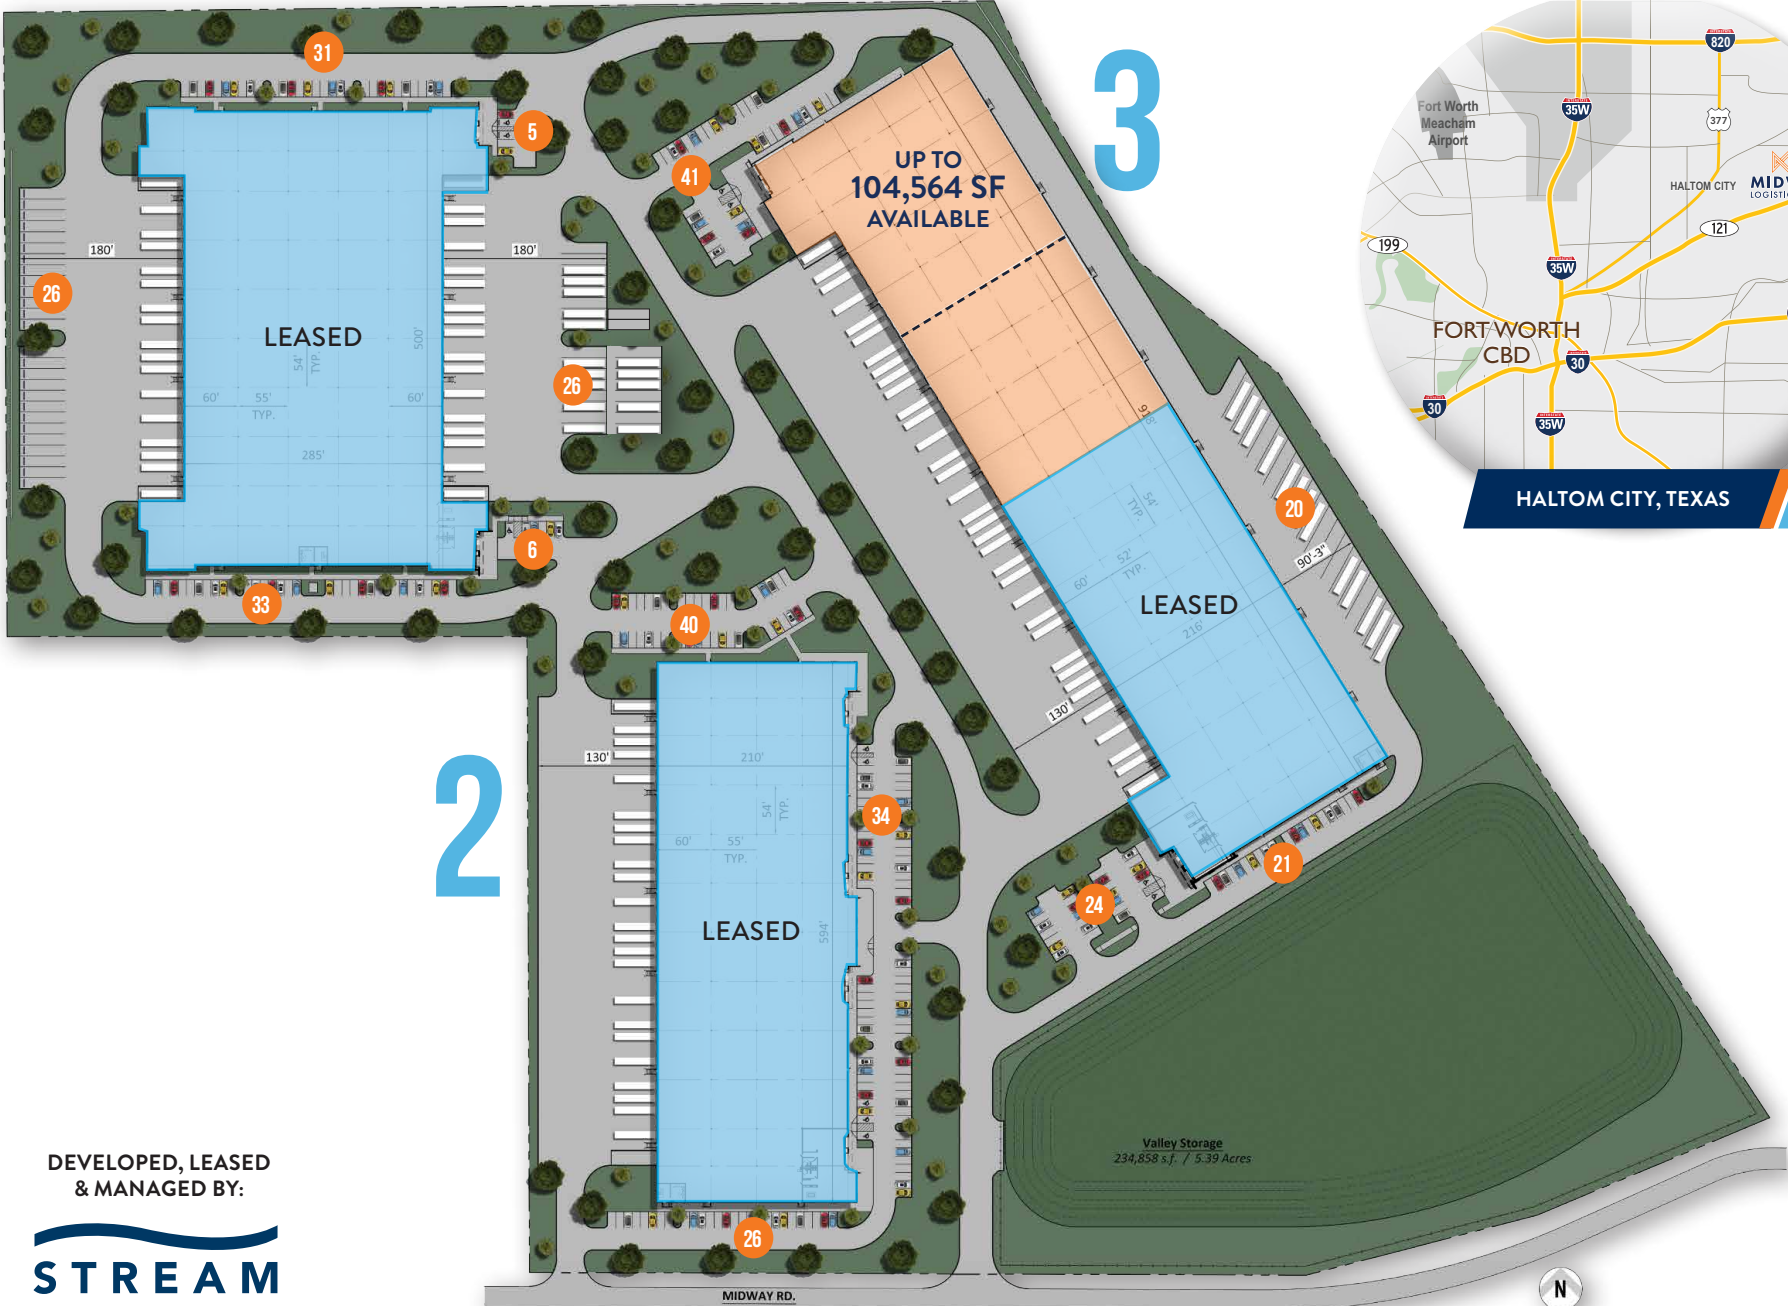 31
5
41
26
180'
180'
LEASED
500'
54'
TYP.
60'
55'
TYP.
60'
285'
26
6
33
3
UP TO
104,564 SF
AVAILABLE
918'
20
54'
TYP.
52'
TYP.
60'
90'-3"
LEASED
216'
130'
40
2
130'
210'
54'
TYP.
60'
55'
TYP.
34
LEASED
594'
24
21
26
Valley Storage
234,858 s.f. / 5.39 Acres
MIDWAY RD.
N
820
35W
377
Fort Worth
Meacham
Airport
HALTOM CITY
MIDW
LOGISTIC
121
199
35W
FORT WORTH
CBD
30
30
35W
HALTOM CITY, TEXAS
DEVELOPED, LEASED
& MANAGED BY:
STREAM